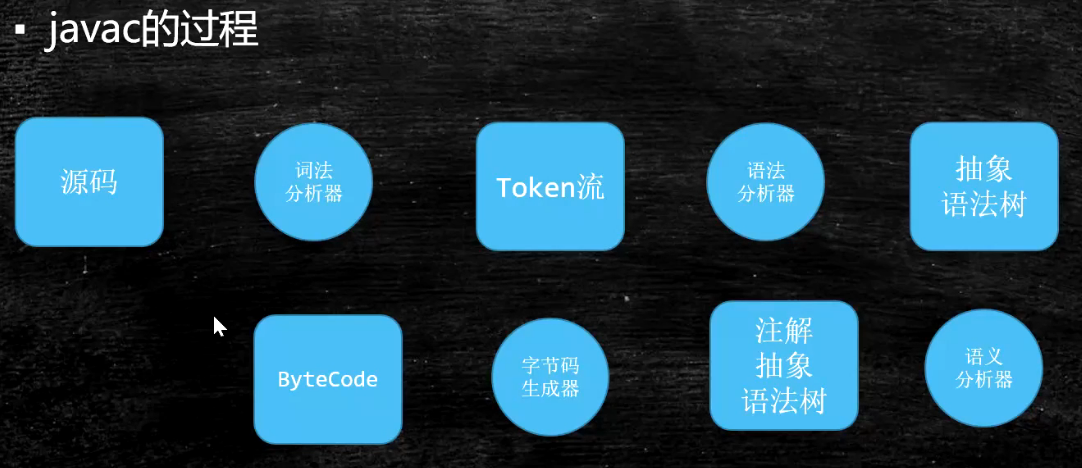 ▪ javac的过程
源码
词法
分析器
Token流
语法
分析器
抽象
语法树
ByteCode
字节码
生成器
注解
抽象
语法树
语义
分析器